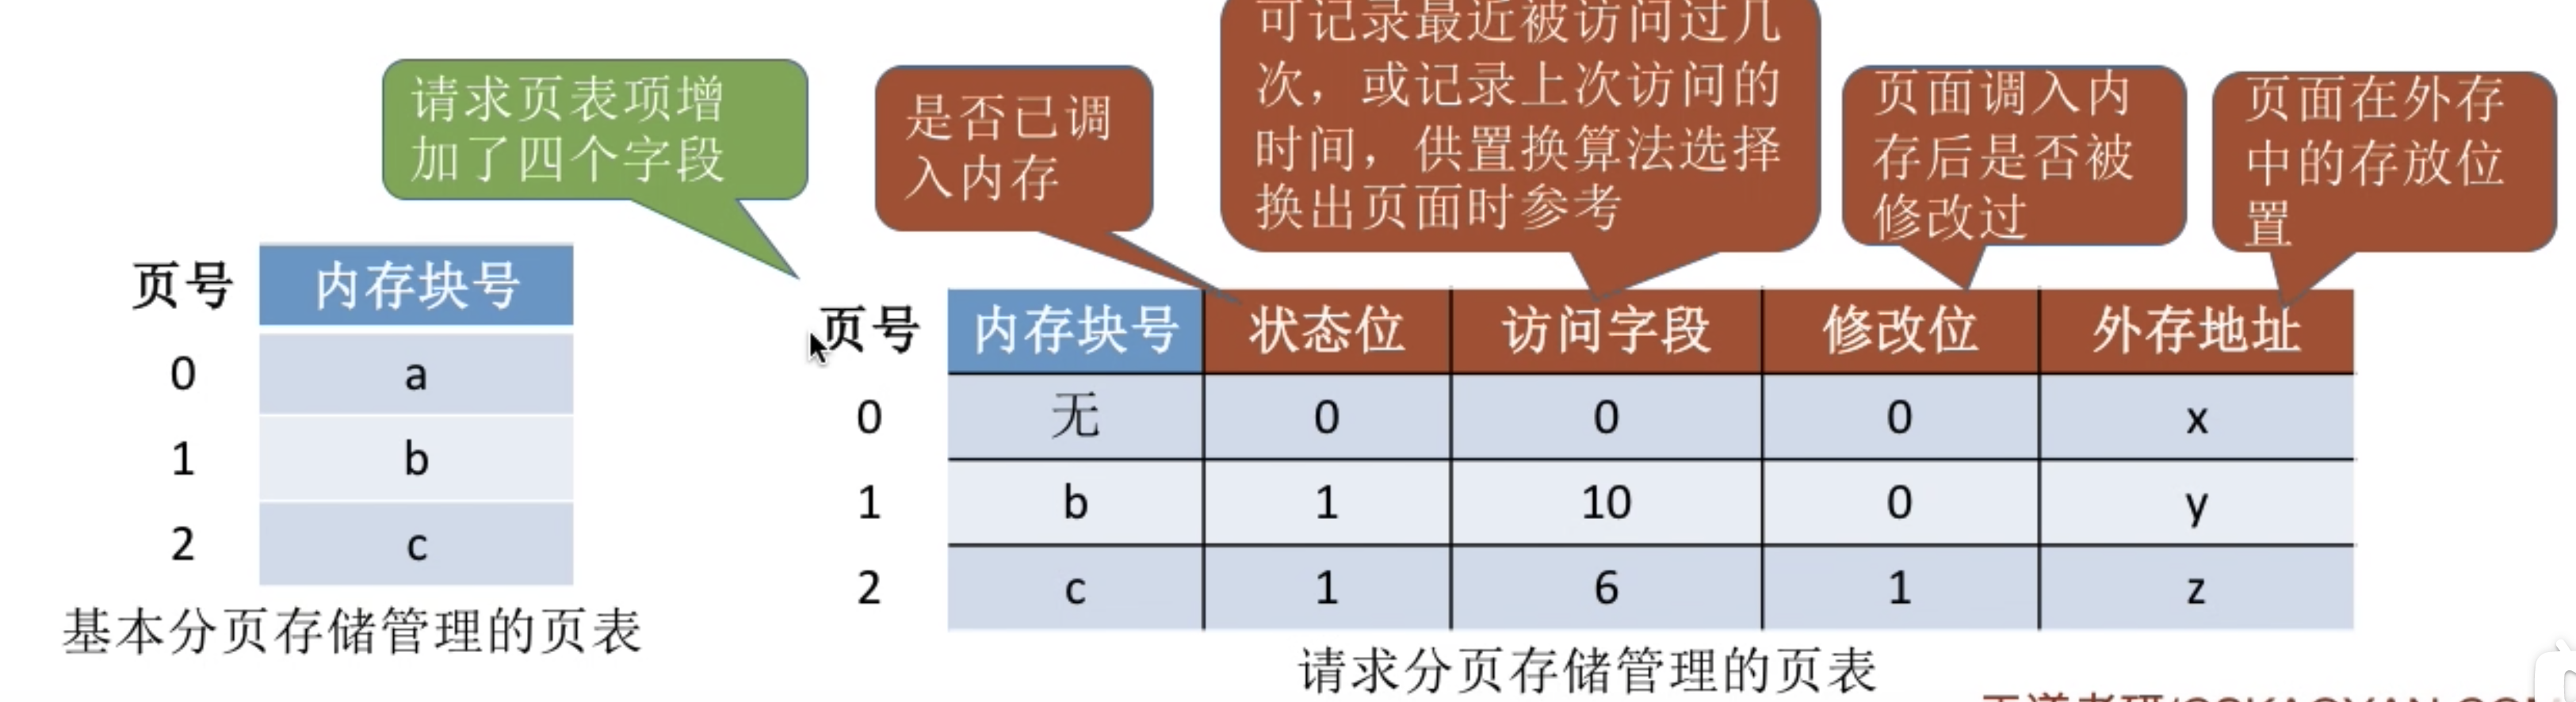 请求页表项增
加了四个字段
是否已调
入内存
可记录最近被访问过几
次，或记录上次访问的
时间，供置换算法选择
换出页面时参考
页面调入内
存后是否被
修改过
页面在外存
中的存放位
置
页号 内存块号
0 a
1 b
2 c
基本分页存储管理的页表
页号 内存块号 状态位 访问字段 修改位 外存地址
0 无 0 0 0 x
1 b 1 10 0 y
2 c 1 6 1 z
请求分页存储管理的页表